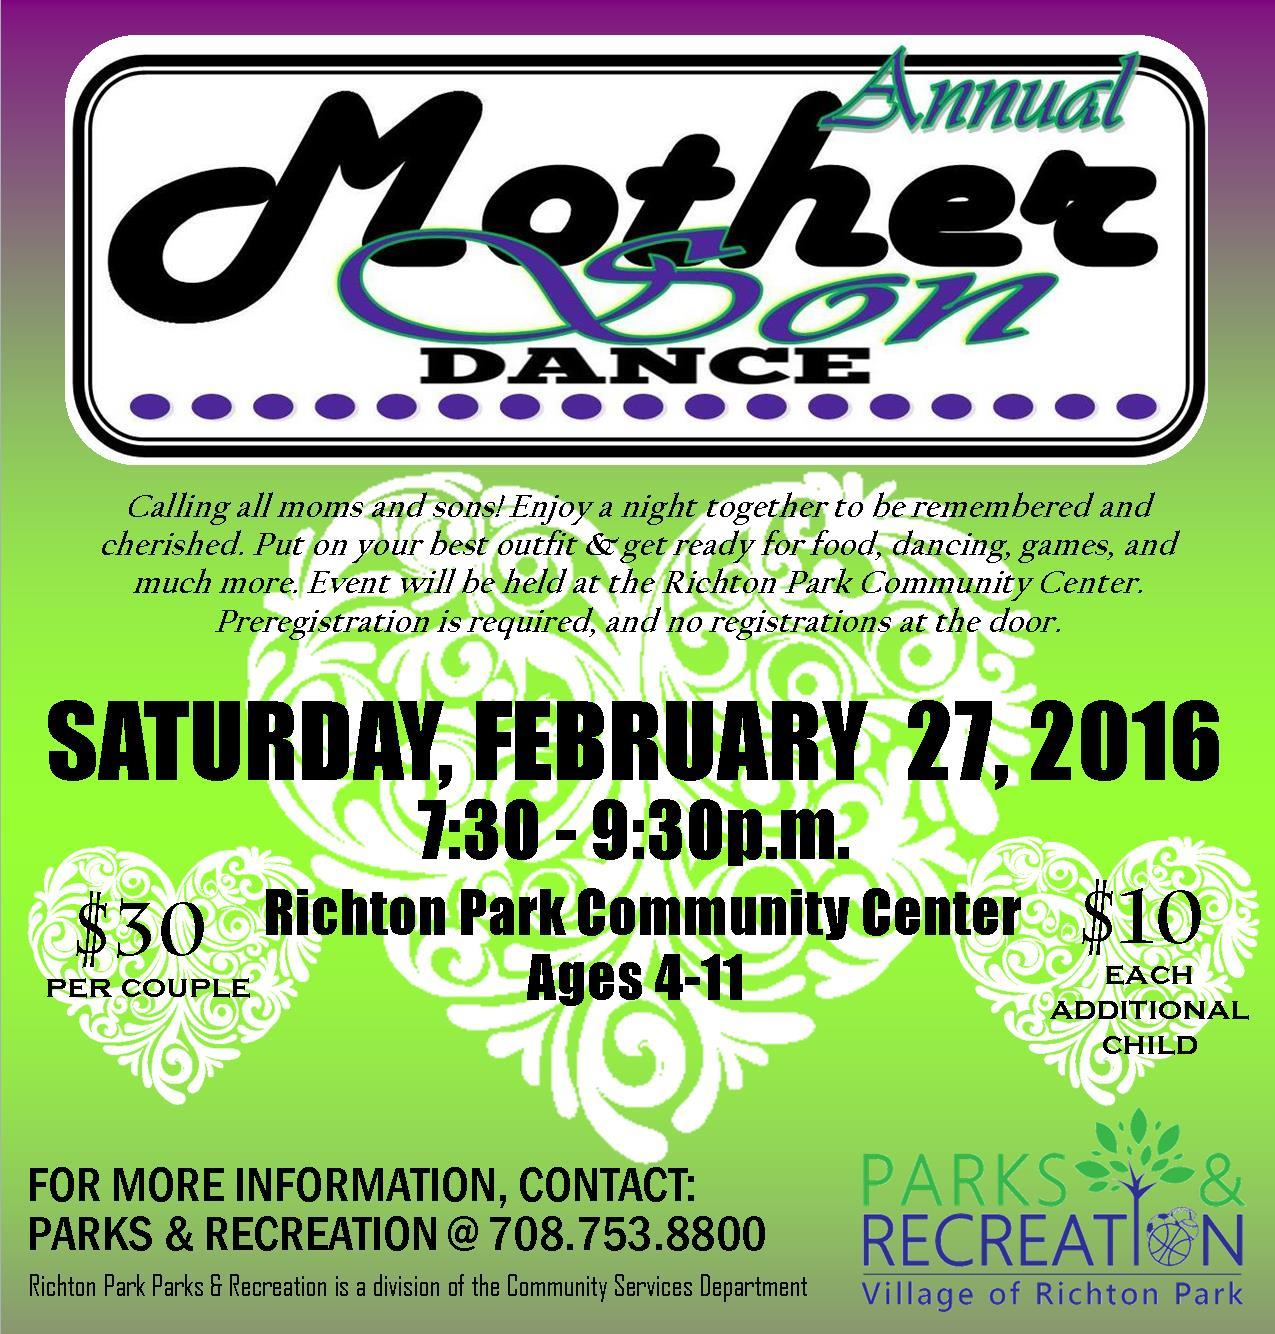 Annual
Mother
Son
DANCE
Calling all moms and sons! Enjoy a night together to be remembered and
cherished. Put on your best outfit & get ready for food, dancing, games, and
much more. Event will be held at the Richton Park Community Center.
Preregistration is required, and no registrations at the door.
SATURDAY, FEBRUARY 27, 2016
7:30 - 9:30p.m.
Richton Park Community Center
Ages 4-11
$30
PER COUPLE
$10
EACH
ADDITIONAL
CHILD
FOR MORE INFORMATION, CONTACT:
PARKS & RECREATION @ 708.753.8800
Richton Park Parks & Recreation is a division of the Community Services Department
PARKS &
RECREATION
Village of Richton Park